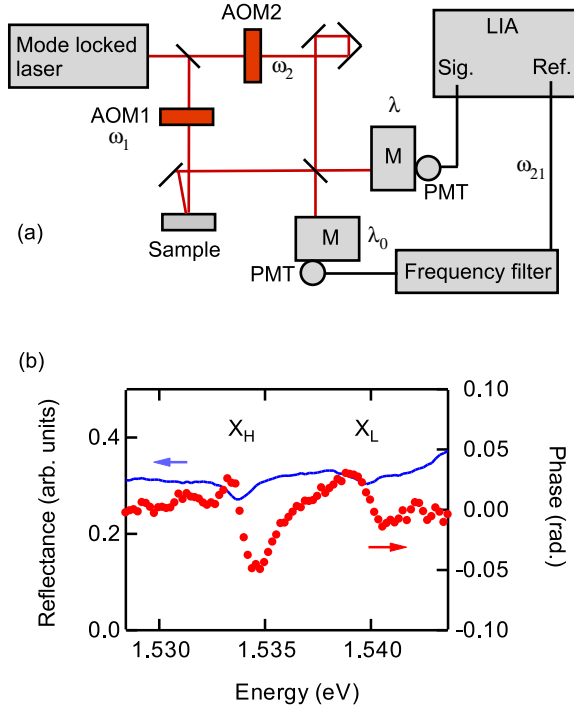 Mode locked
laser
AOM2
ω2
AOM1
ω1
LIA
Sig. Ref.
λ
M
PMT
ω21
Sample
M
λ0
PMT
Frequency filter
(a)
(b)
Reflectance (arb. units)
0.4
0.2
0.0
XH
XL
0.10
0.05
0.00
-0.05
-0.10
Phase (rad.)
1.530 1.535 1.540
Energy (eV)